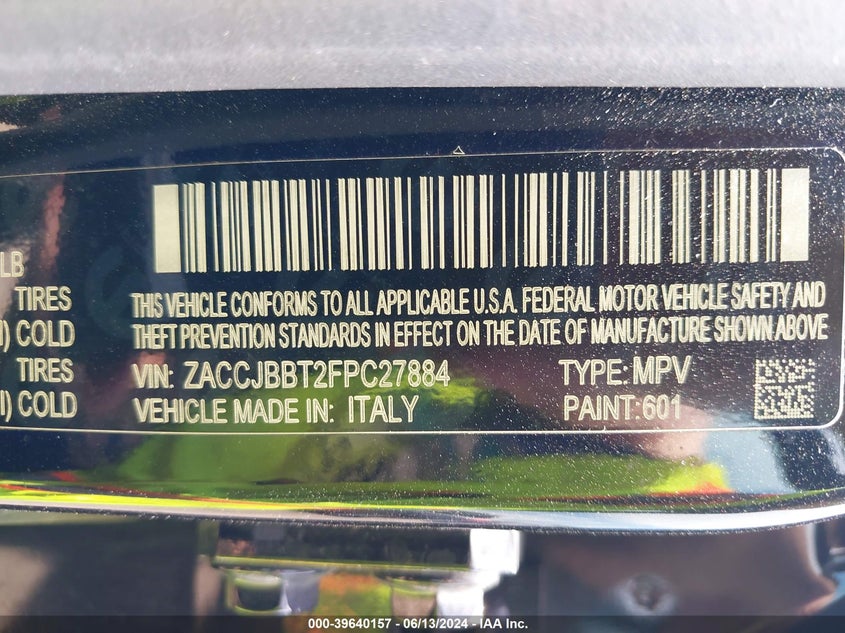 LB
TIRES
I) COLD
TIRES
I) COLD
THIS VEHICLE CONFORMS TO ALL APPLICABLE U.S.A. FEDERAL MOTOR VEHICLE SAFETY AND
THEFT PREVENTION STANDARDS IN EFFECT ON THE DATE OF MANUFACTURE SHOWN ABOVE
VIN: ZACCJBBT2FPC27884 TYPE: MPV
VEHICLE MADE IN: ITALY PAINT:601
000-39640157 - 06/13/2024 - IAA Inc.